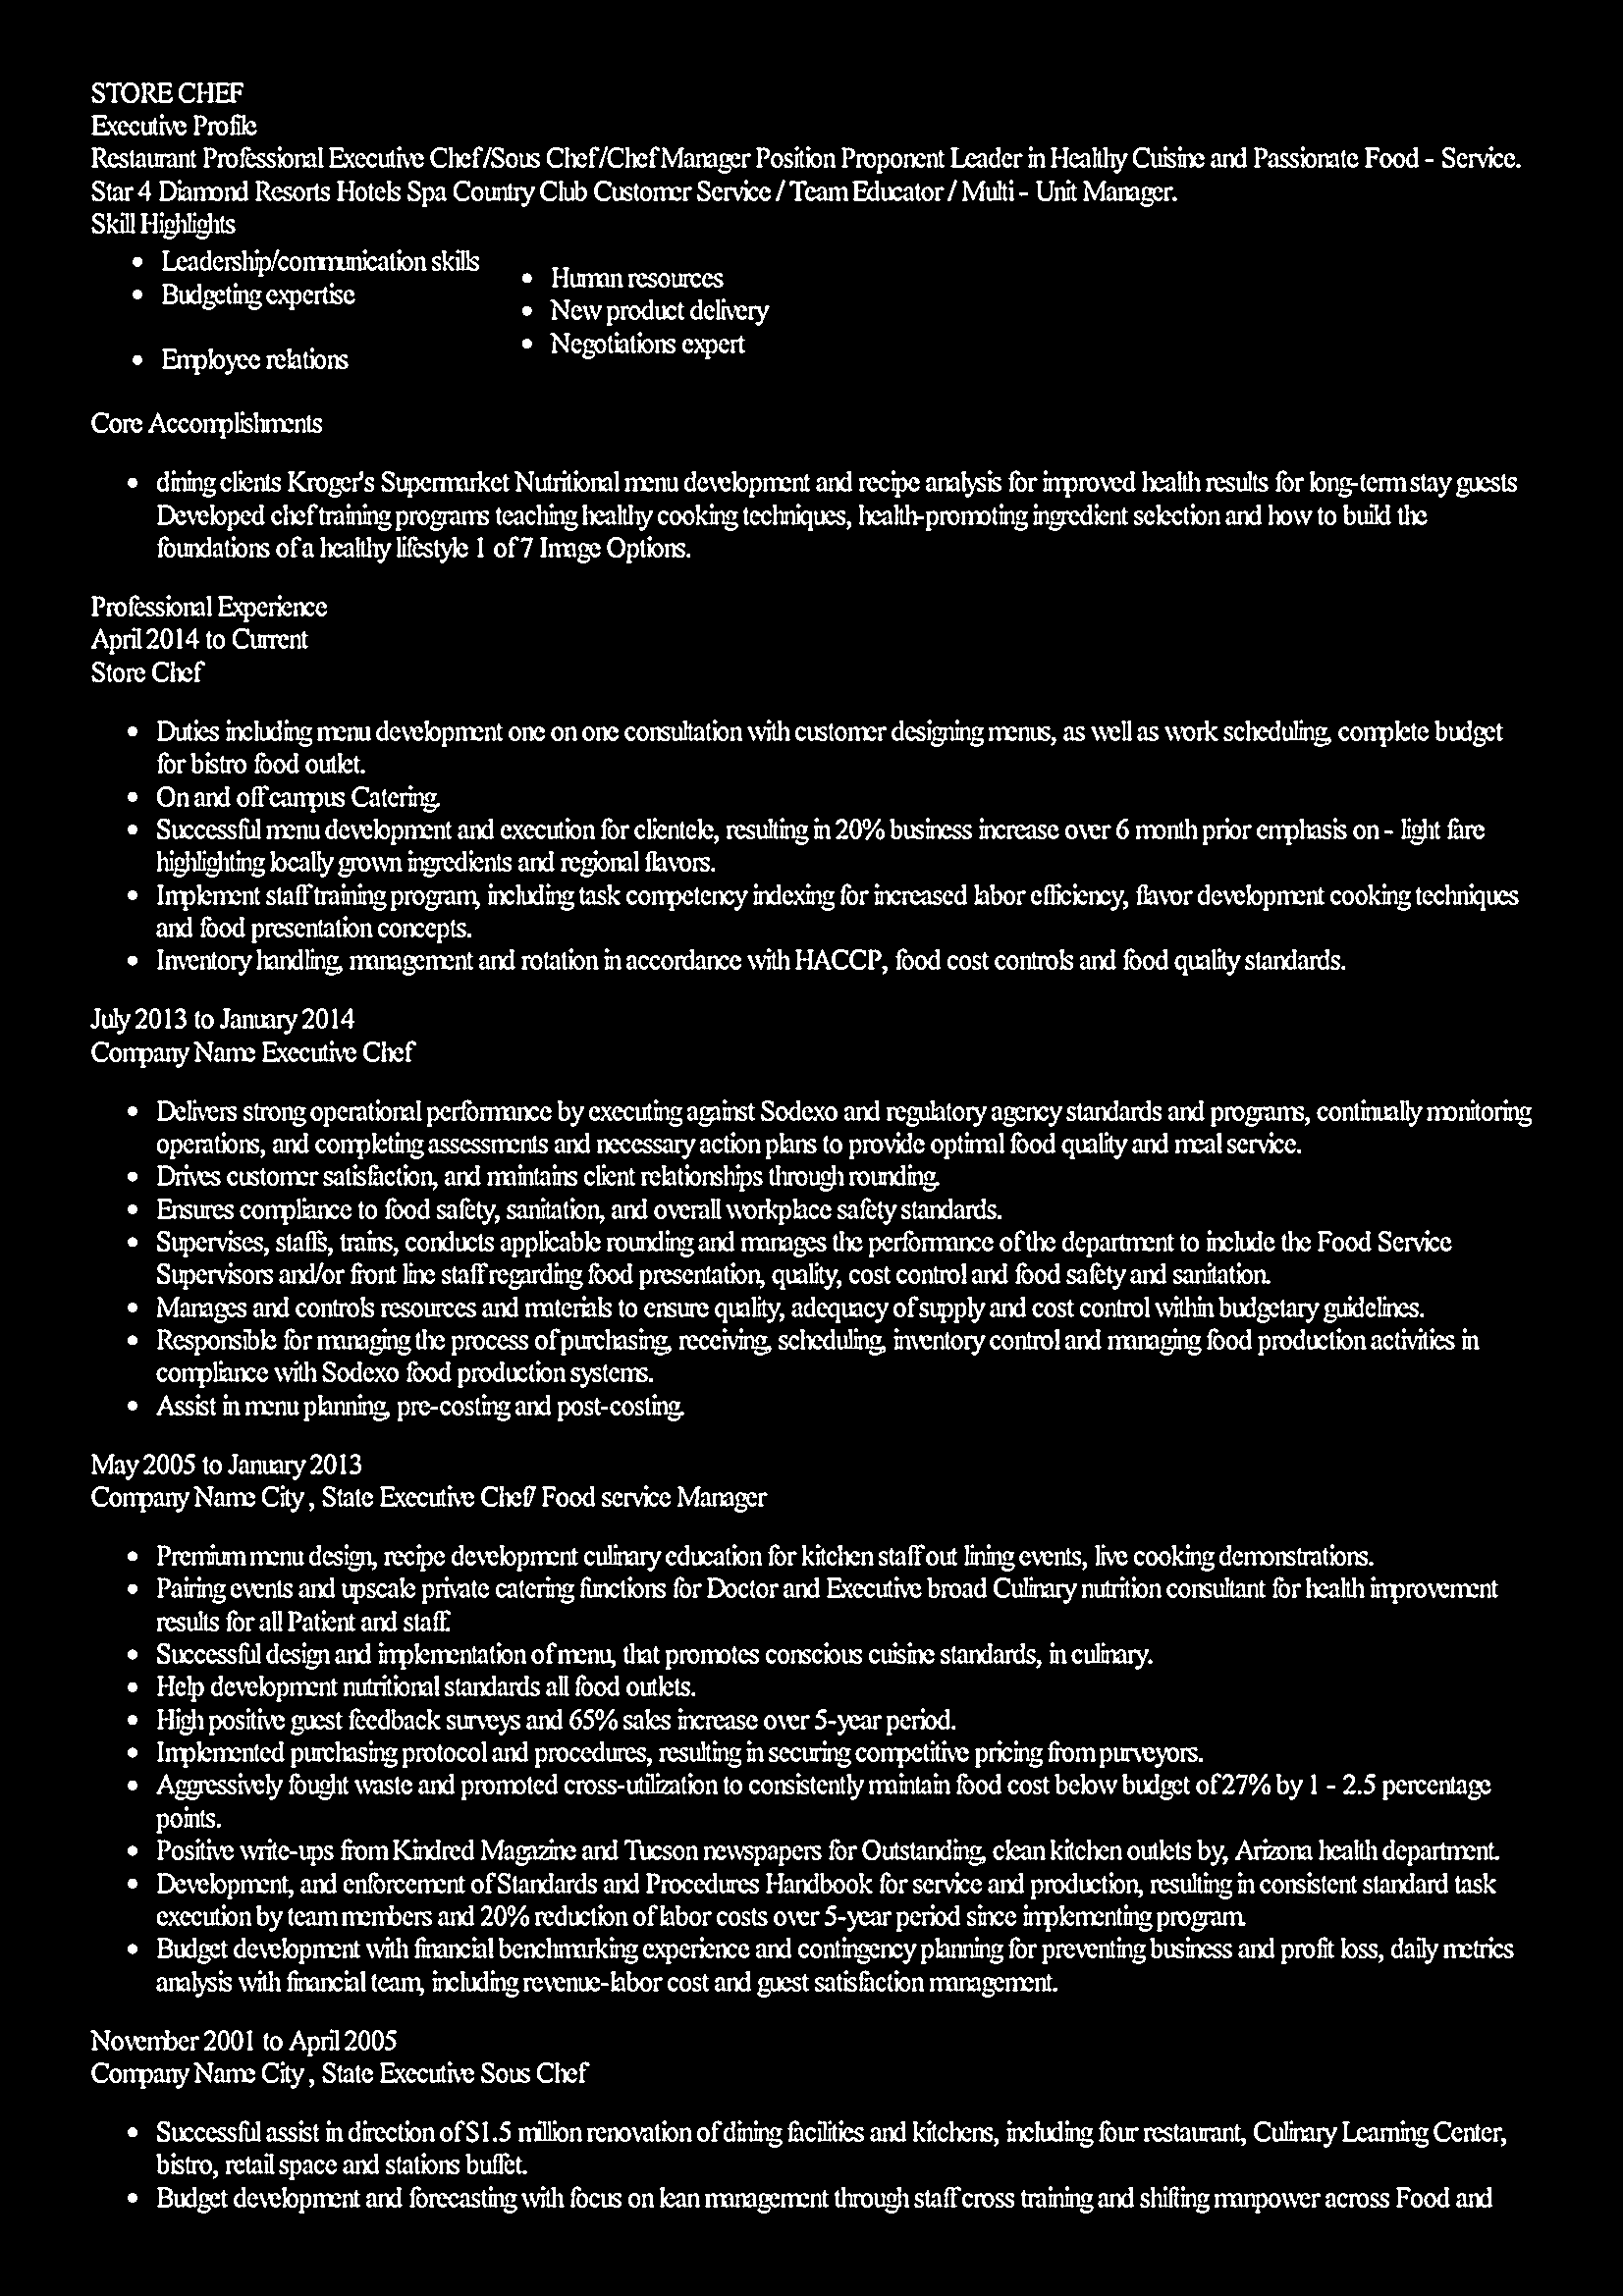 STORE CHEF
Executive Profile
Restaurant Professional Executive Chef /Sous Chef /Chef Manager Position Proponent Leader in Healthy Cuisine and Passionate Food - Service.
Star 4 Diamond Resorts Hotels Spa Country Club Customer Service / Team Educator / Multi - Unit Manager.
Skill Highlights
• Leadership/communication skills
• Budgeting expertise
• Employee relations
• Human resources
• New product delivery
• Negotiations expert
Core Accomplishments
• dining clients Kroger's Supermarket Nutritional menu development and recipe analysis for improved health results for long-term stay guests
Developed chef training programs teaching healthy cooking techniques, health-promoting ingredient selection and how to build the
foundations of a healthy lifestyle 1 of 7 Image Options.
Professional Experience
April 2014 to Current
Store Chef
• Duties including menu development one on one consultation with customer designing menus, as well as work scheduling, complete budget
for bistro food outlet.
• On and off campus Catering.
• Successful menu development and execution for clientele, resulting in 20% business increase over 6 month prior emphasis on - light fare
highlighting locally grown ingredients and regional flavors.
• Implement staff training program, including task competency indexing for increased labor efficiency, flavor development cooking techniques
and food presentation concepts.
• Inventory handling, management and rotation in accordance with HACCP, food cost controls and food quality standards.
July 2013 to January 2014
Company Name Executive Chef
• Delivers strong operational performance by executing against Sodexo and regulatory agency standards and programs, continually monitoring
operations, and completing assessments and necessary action plans to provide optimal food quality and meal service.
• Drives customer satisfaction, and maintains client relationships through rounding.
• Ensures compliance to food safety, sanitation, and overall workplace safety standards.
• Supervises, staffs, trains, conducts applicable rounding and manages the performance of the department to include the Food Service
Supervisors and/or front line staff regarding food presentation, quality, cost control and food safety and sanitation.
• Manages and controls resources and materials to ensure quality, adequacy of supply and cost control within budgetary guidelines.
• Responsible for managing the process of purchasing, receiving, scheduling, inventory control and managing food production activities in
compliance with Sodexo food production systems.
• Assist in menu planning, pre-costing and post-costing.
May 2005 to January 2013
Company Name City , State Executive Chef/ Food service Manager
• Premium menu design, recipe development culinary education for kitchen staff out lining events, live cooking demonstrations.
• Pairing events and upscale private catering functions for Doctor and Executive broad Culinary nutrition consultant for health improvement
results for all Patient and staff.
• Successful design and implementation of menu, that promotes conscious cuisine standards, in culinary.
• Help development nutritional standards all food outlets.
• High positive guest feedback surveys and 65% sales increase over 5-year period.
• Implemented purchasing protocol and procedures, resulting in securing competitive pricing from purveyors.
• Aggressively fought waste and promoted cross-utilization to consistently maintain food cost below budget of 27% by 1 - 2.5 percentage
points.
• Positive write-ups from Kindred Magazine and Tucson newspapers for Outstanding, clean kitchen outlets by, Arizona health department.
• Development, and enforcement of Standards and Procedures Handbook for service and production, resulting in consistent standard task
execution by team members and 20% reduction of labor costs over 5-year period since implementing program.
• Budget development with financial benchmarking experience and contingency planning for preventing business and profit loss, daily metrics
analysis with financial team, including revenue-labor cost and guest satisfaction management.
November 2001 to April 2005
Company Name City , State Executive Sous Chef
• Successful assist in direction of $1.5 million renovation of dining facilities and kitchens, including four restaurant, Culinary Learning Center,
bistro, retail space and stations buffet.
• Budget development and forecasting with focus on lean management through staff cross training and shifting manpower across Food and